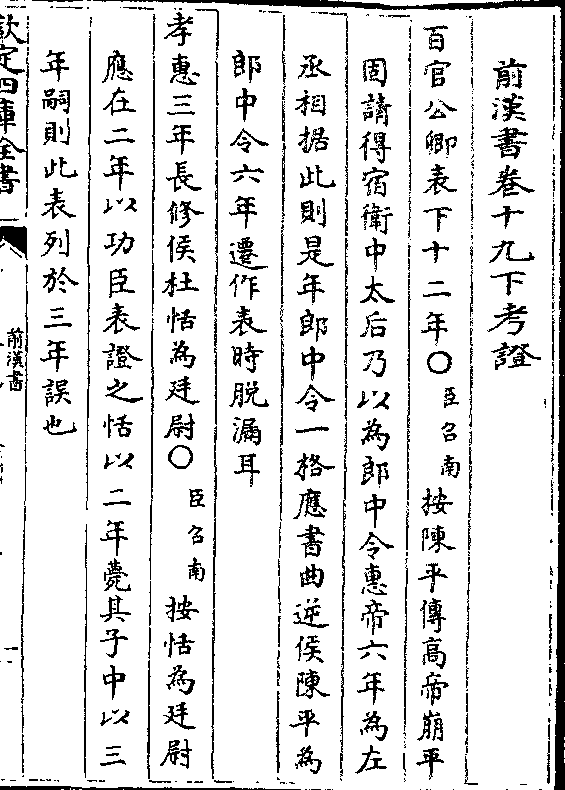 前漢書卷十九下考證
百官公卿表下十二年〇臣召南按陳平傳高帝崩平
固請得宿衛中太后乃以為郎中令惠帝六年為左
丞相据此則是年郎中令一格應書曲逆侯陳平為
郎中令六年遷作表時脱漏耳
孝惠三年長修侯杜恬為廷尉〇臣召南按恬為廷尉
應在二年以功臣表證之恬以二年薨其子中以三
年嗣則此表列於三年誤也
欽定四庫全書
前漢書